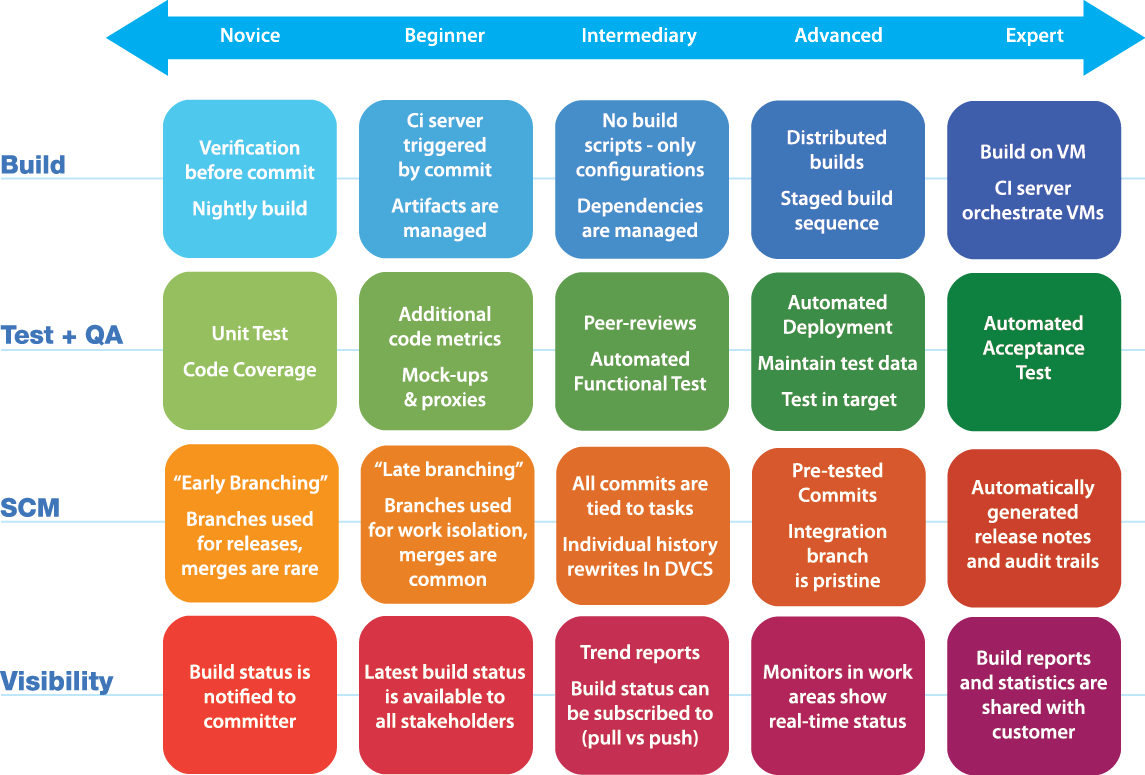 Novice
Beginner
Intermediary
Advanced
Expert
Build
Verification
before commit
Nightly build
Ci server
triggered
by commit
Artifacts are
managed
No build
scripts - only
configurations
Dependencies
are managed
Distributed
builds
Staged build
sequence
Build on VM
CI server
orchestrate VMs
Test + QA
Unit Test
Code Coverage
Additional
code metrics
Mock-ups
& proxies
Peer-reviews
Automated
Functional Test
Automated
Deployment
Maintain test data
Test in target
Automated
Acceptance
Test
SCM
“Early Branching”
Branches used
for releases,
merges are rare
“Late branching”
Branches used
for work isolation,
merges are
common
All commits are
tied to tasks
Individual history
rewrites In DVCS
Pre-tested
Commits
Integration
branch
is pristine
Automatically
generated
release notes
and audit trails
Visibility
Build status is
notified to
committer
Latest build status
is available to
all stakeholders
Trend reports
Build status can
be subscribed to
(pull vs push)
Monitors in work
areas show
real-time status
Build reports
and statistics are
shared with
customer